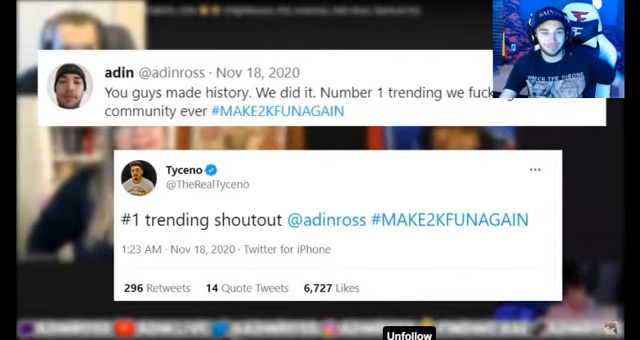 adin @adinross · Nov 18, 2020
You guys made history. We did it. Number 1 trending we
community ever #MAKE2KFUNAGAIN
Tyceno
@TheRealTyceno
#1 trending shoutout @adinross #MAKE2KFUNAGAIN
1:23 AM · Nov 18, 2020 · Twitter for iPhone
296 Retweets 14 Quote Tweets 6,727 Likes
Unfollow